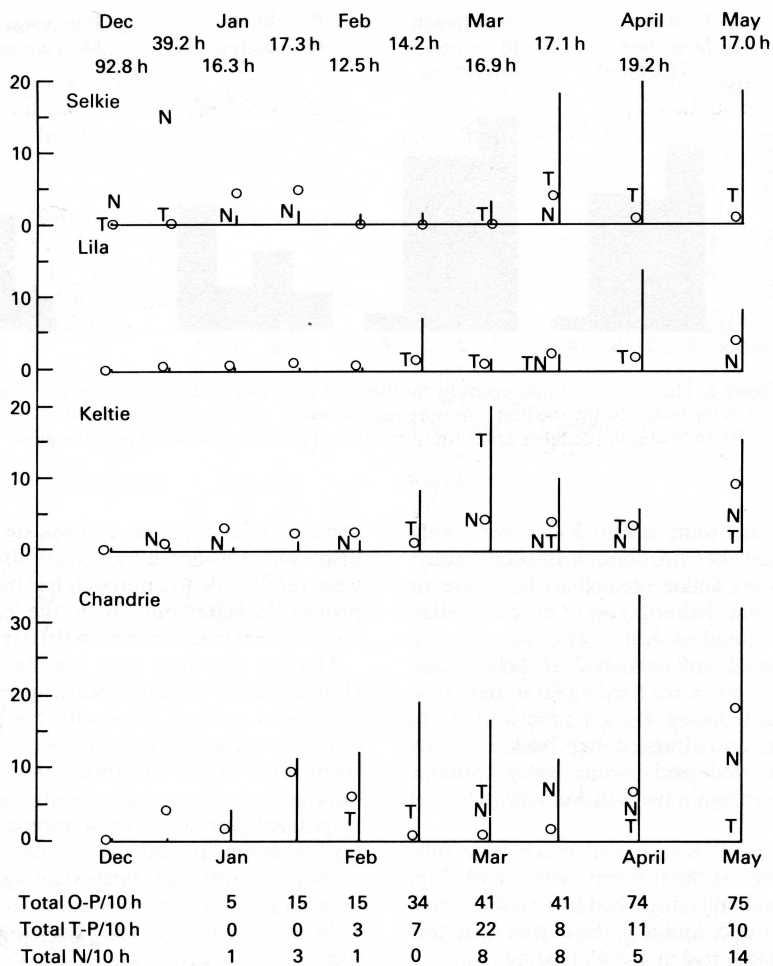 Dec Jan Feb Mar April May
39.2 h 17.3 h 14.2 h 17.1 h 17.0 h
92.8 h 16.3 h 12.5 h 16.9 h 19.2 h
20
Selkie
N
10
T
N
T T
T T N N T N
0
Lila
10
T T TN T N
0
20
Keltie
T
10
N
N N N T NT T N N T
0
Chandrie
30
20
N
10
T T T N N N T T
0
Dec Jan Feb Mar April May
Total O-P/10 h 5 15 15 34 41 41 74 75
Total T-P/10 h 0 0 3 7 22 8 11 10
Total N/10 h 1 3 1 0 8 8 5 14